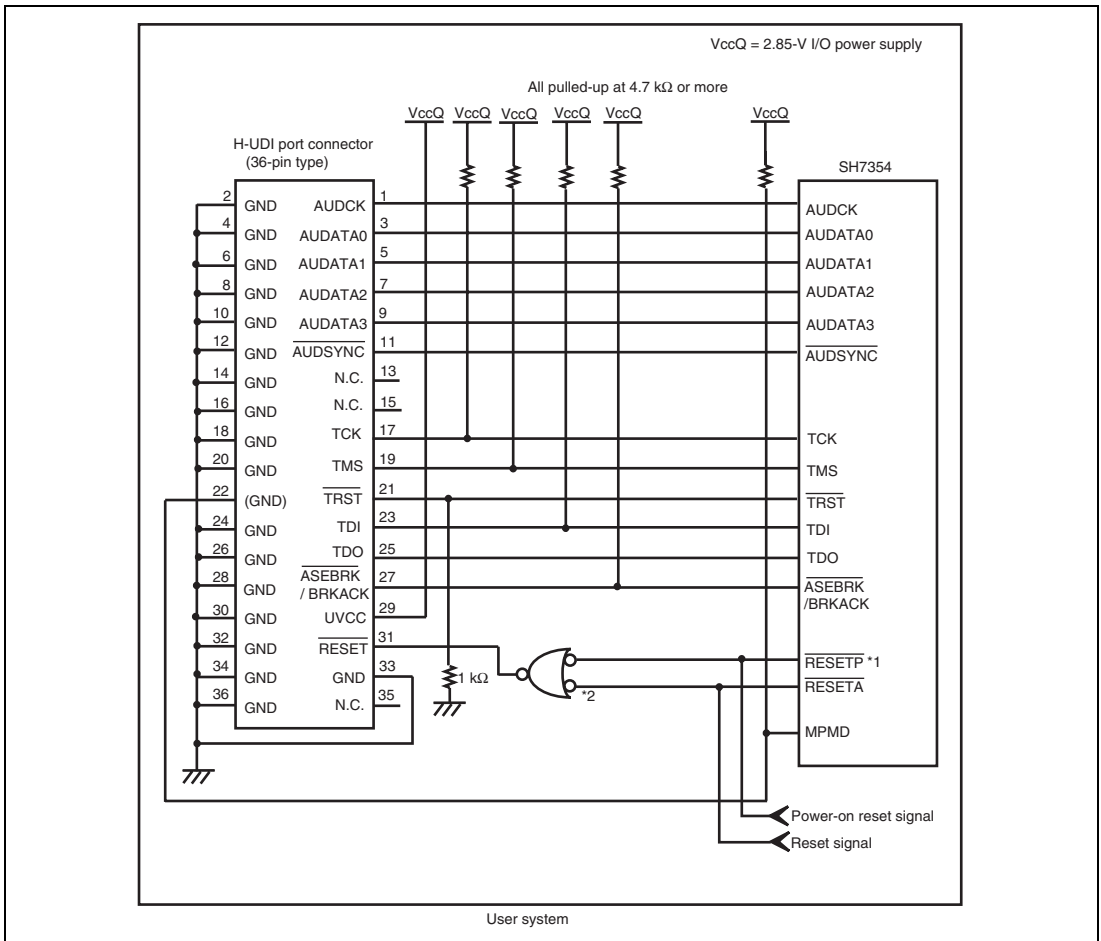 VccQ = 2.85-V I/O power supply
All pulled-up at 4.7 kΩ or more
VccQ VccQ VccQ VccQ VccQ VccQ
H-UDI port connector
(36-pin type)
SH7354
2 GND AUDCK 1 AUDCK
4 GND AUDATA0 3 AUDATA0
6 GND AUDATA1 5 AUDATA1
8 GND AUDATA2 7 AUDATA2
10 GND AUDATA3 9 AUDATA3
12 GND AUDSYNC 11 AUDSYNC
14 GND N.C. 13
16 GND N.C. 15
18 GND TCK 17 TCK
20 GND TMS 19 TMS
22 (GND) TRST 21 TRST
24 GND TDI 23 TDI
26 GND TDO 25 TDO
28 GND ASEBRK / BRKACK 27 ASEBRK /BRKACK
30 GND UVCC 29
32 GND RESET 31 RESETP *1
34 GND GND 33 1 kΩ *2 RESETA
36 GND N.C. 35
MPMD
Power-on reset signal
Reset signal
User system